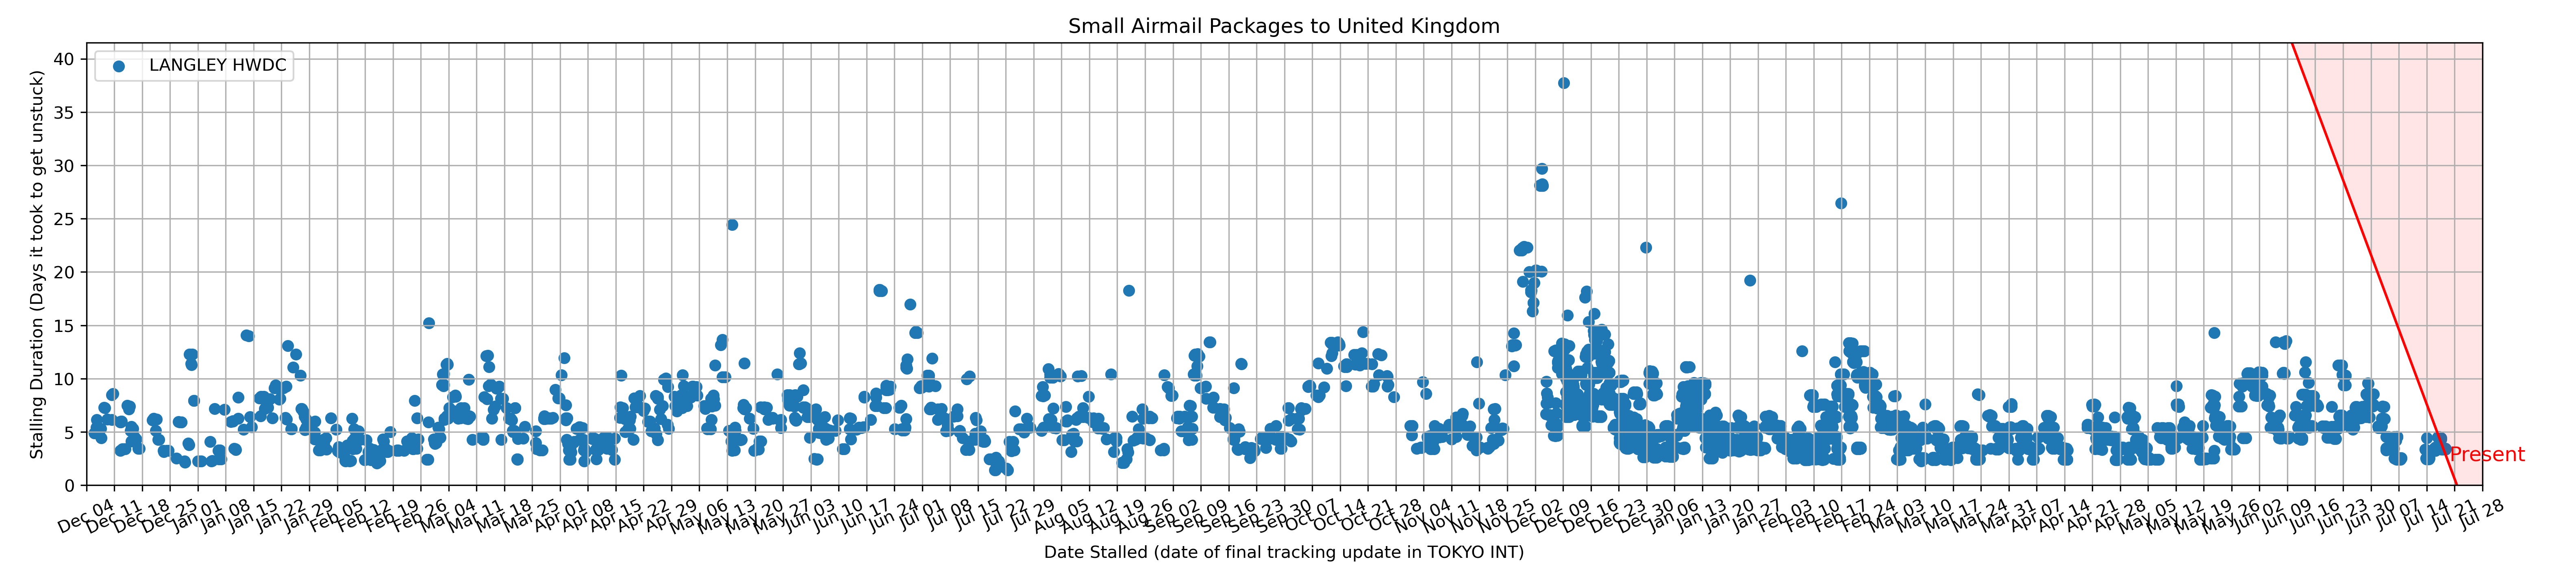 Small Airmail Packages to United Kingdom
LANGLEY HWDC
Stalling Duration (Days it took to get unstuck)
40
35
30
25
20
15
10
5
0
Present
Dec 04
Dec 11
Dec 18
Dec 25
Jan 01
Jan 08
Jan 15
Jan 22
Jan 29
Feb 05
Feb 12
Feb 19
Feb 26
Mar 04
Mar 11
Mar 18
Mar 25
Apr 01
Apr 08
Apr 15
Apr 22
Apr 29
May 06
May 13
May 20
May 27
Jun 03
Jun 10
Jun 17
Jun 24
Jul 01
Jul 08
Jul 15
Jul 22
Jul 29
Aug 05
Aug 12
Aug 19
Aug 26
Sep 02
Sep 09
Sep 16
Sep 23
Sep 30
Oct 07
Oct 14
Oct 21
Oct 28
Nov 04
Nov 11
Nov 18
Nov 25
Dec 02
Dec 09
Dec 16
Dec 23
Dec 30
Jan 06
Jan 13
Jan 20
Jan 27
Feb 03
Feb 10
Feb 17
Feb 24
Mar 03
Mar 10
Mar 17
Mar 24
Mar 31
Apr 07
Apr 14
Apr 21
Apr 28
May 05
May 12
May 19
May 26
Jun 02
Jun 09
Jun 16
Jun 23
Jun 30
Jul 07
Jul 14
Jul 21
Jul 28
Date Stalled (date of final tracking update in TOKYO INT)